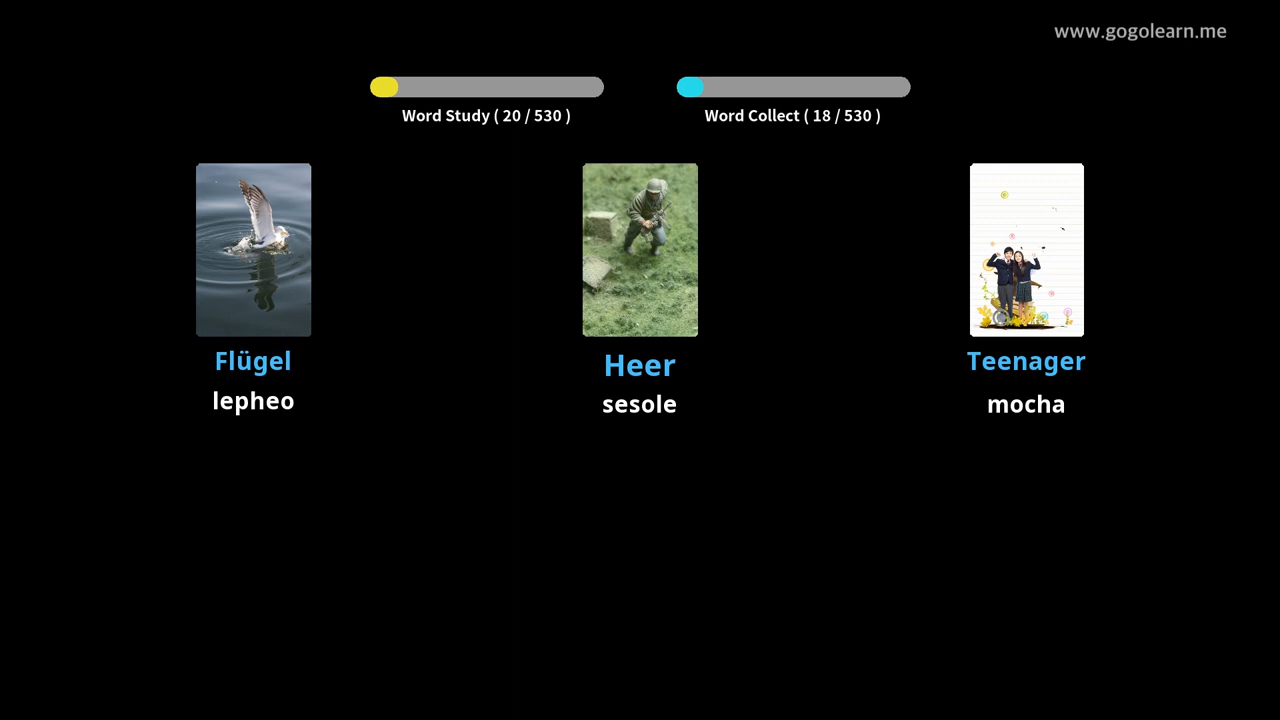 www.gogolearn.me
Word Study ( 20 / 530 )
Word Collect ( 18 / 530 )
Flügel
lepheo
Heer
sesole
Teenager
mocha